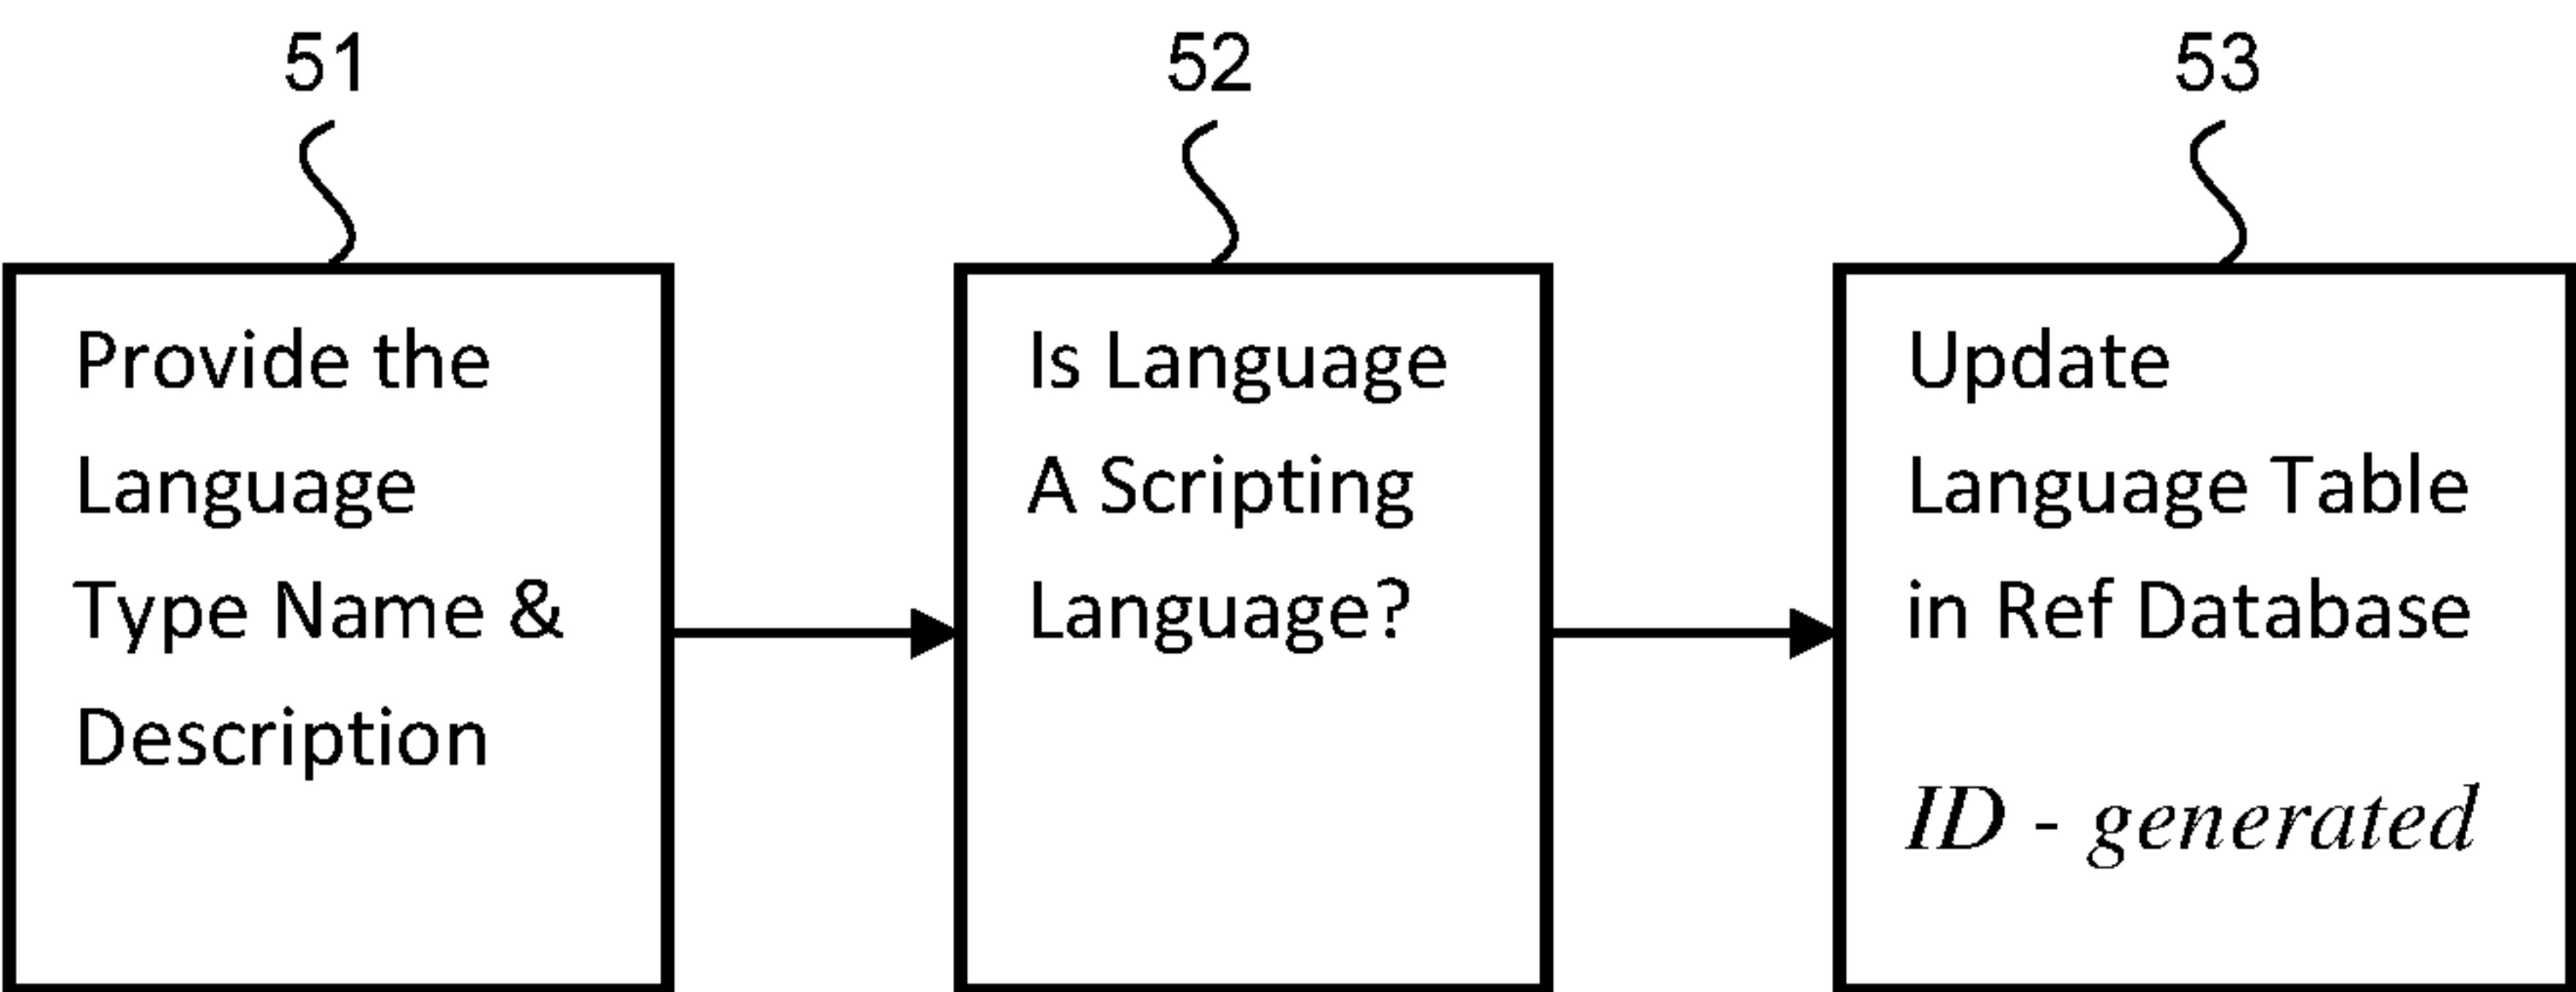 51
52
53
Provide the
Language
Type Name &
Description
Is Language
A Scripting
Language?
Update
Language Table
in Ref Database
ID - generated